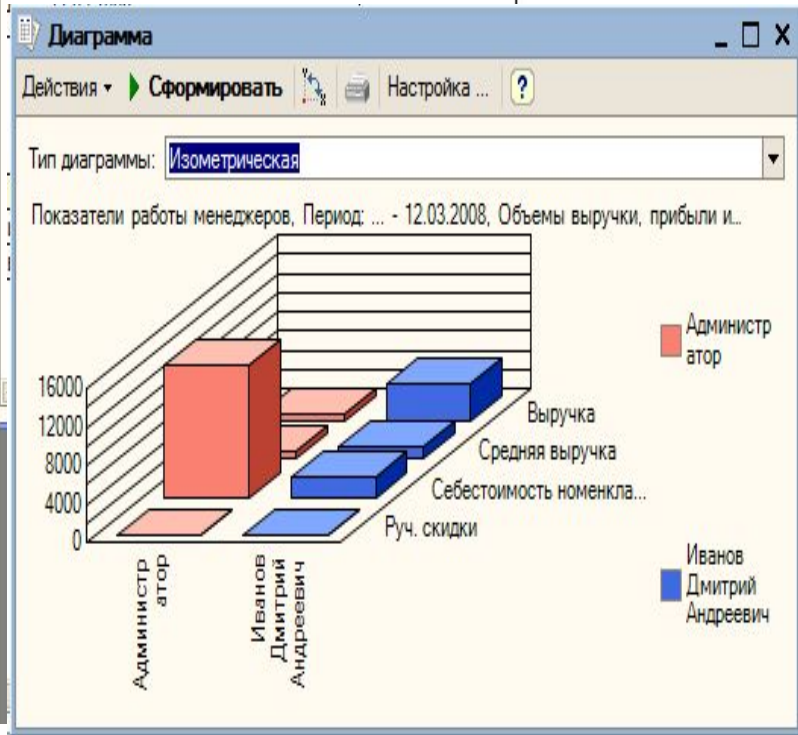 Диаграмма
Действия Сформировать Настройка ... ?
Тип диаграммы: Изометрическая
Показатели работы менеджеров, Период: ... - 12.03.2008, Объемы выручки, прибыли и...
Администр
атор
16000
12000
8000
4000
0
Выручка
Средняя выручка
Себестоимость номенкла...
Руч. скидки
Администр
атор
Иванов
Дмитрий
Андреевич
Иванов
Дмитрий
Андреевич